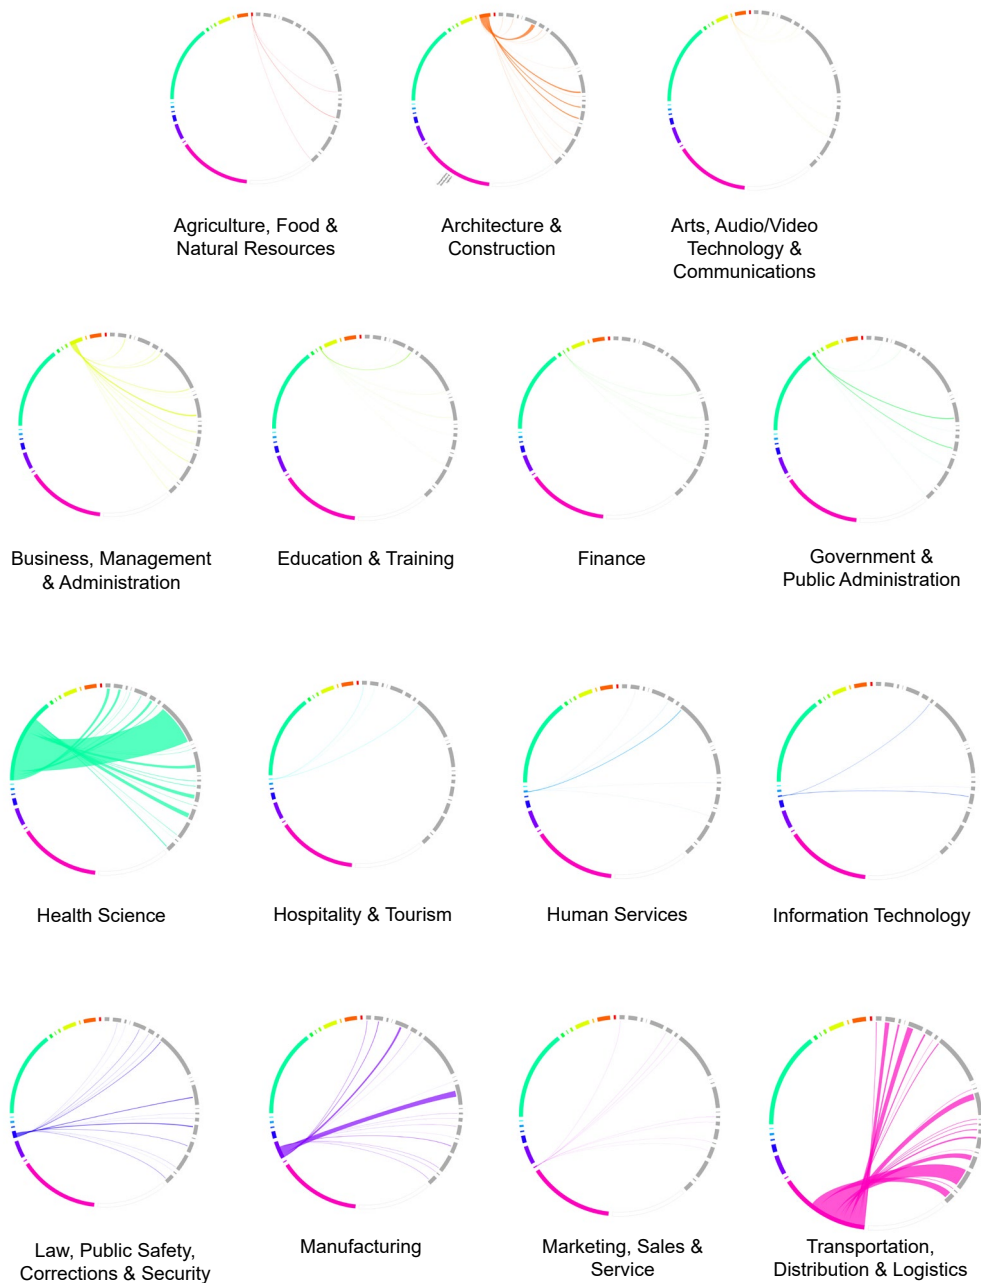 Agriculture, Food &
Natural Resources
Architecture &
Construction
Arts, Audio/Video
Technology &
Communications
Business, Management
& Administration
Education & Training
Finance
Government &
Public Administration
Health Science
Hospitality & Tourism
Human Services
Information Technology
Law, Public Safety,
Corrections & Security
Manufacturing
Marketing, Sales &
Service
Transportation,
Distribution & Logistics